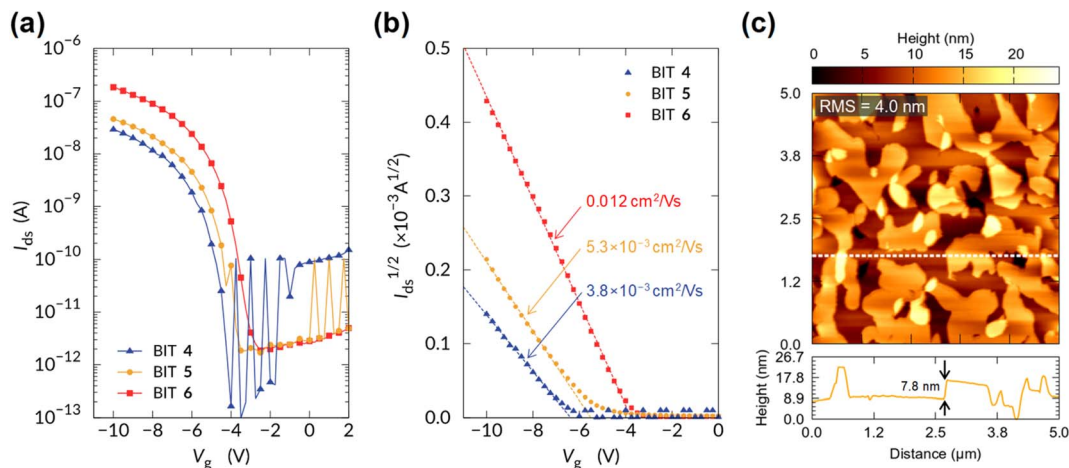 (a)
10⁻⁶
10⁻⁷
10⁻⁸
10⁻⁹
10⁻¹⁰
10⁻¹¹
10⁻¹²
10⁻¹³
I_ds (A)
BIT 4
BIT 5
BIT 6
−10 −8 −6 −4 −2 0 2
V_g (V)
(b)
0.5
0.4
0.3
0.2
0.1
0.0
I_ds^1/2 (×10⁻³A^1/2)
BIT 4
BIT 5
BIT 6
0.012 cm²/Vs
5.3×10⁻³ cm²/Vs
3.8×10⁻³ cm²/Vs
−10 −8 −6 −4 −2 0
V_g (V)
(c)
Height (nm)
0 5 10 15 20
RMS = 4.0 nm
5.0
3.8
2.5
1.2
0.0
Height (nm)
26.7
17.8
8.9
0.0
7.8 nm
0.0 1.2 2.5 3.8 5.0
Distance (µm)